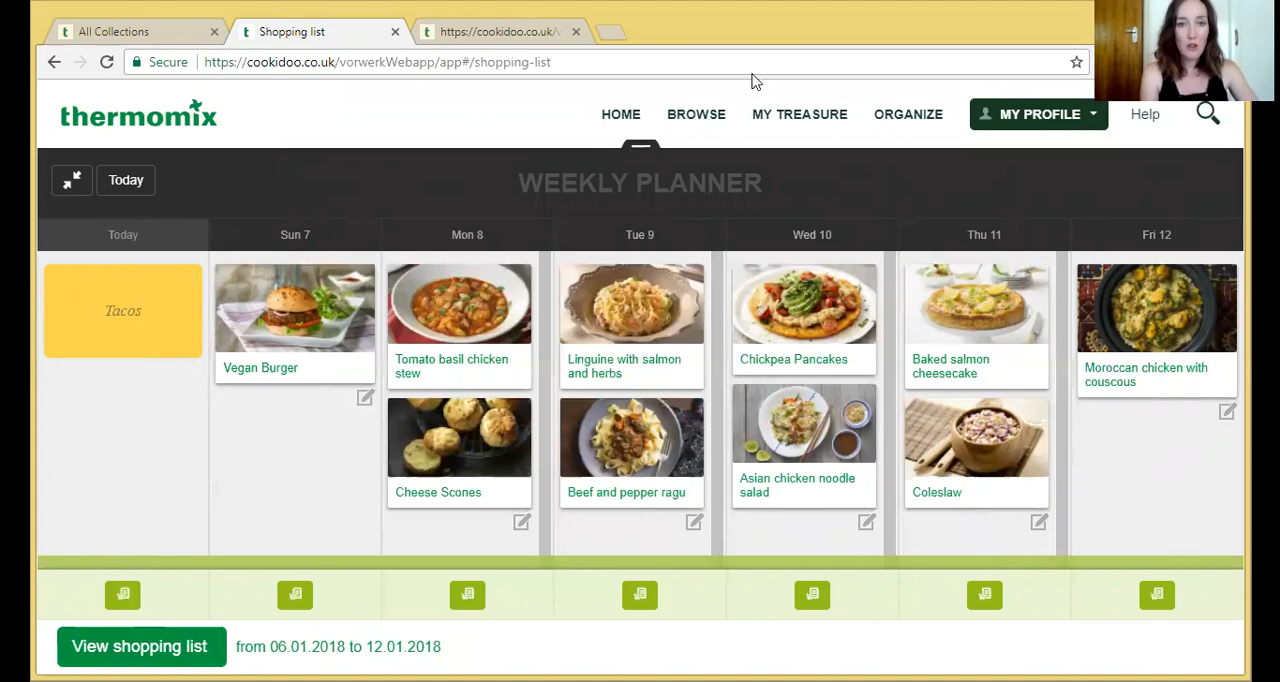 All Collections
Shopping list
https://cookidoo.co.uk/v
Secure
https://cookidoo.co.uk/vorwerkWebapp/app#/shopping-list
thermomix
HOME
BROWSE
MY TREASURE
ORGANIZE
MY PROFILE
Help
Today
WEEKLY PLANNER
Today
Sun 7
Mon 8
Tue 9
Wed 10
Thu 11
Fri 12
Tacos
Vegan Burger
Tomato basil chicken
stew
Cheese Scones
Linguine with salmon
and herbs
Beef and pepper ragu
Chickpea Pancakes
Asian chicken noodle
salad
Baked salmon
cheesecake
Coleslaw
Moroccan chicken with
couscous
View shopping list
from 06.01.2018 to 12.01.2018